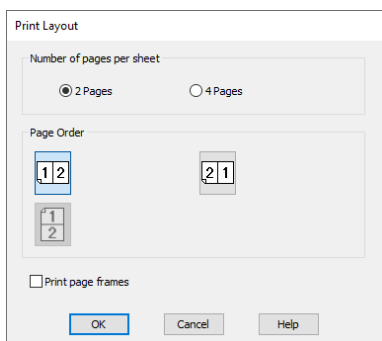 Print Layout
Number of pages per sheet
2 Pages 4 Pages
Page Order
1 2 2 1
1
2
Print page frames
OK Cancel Help